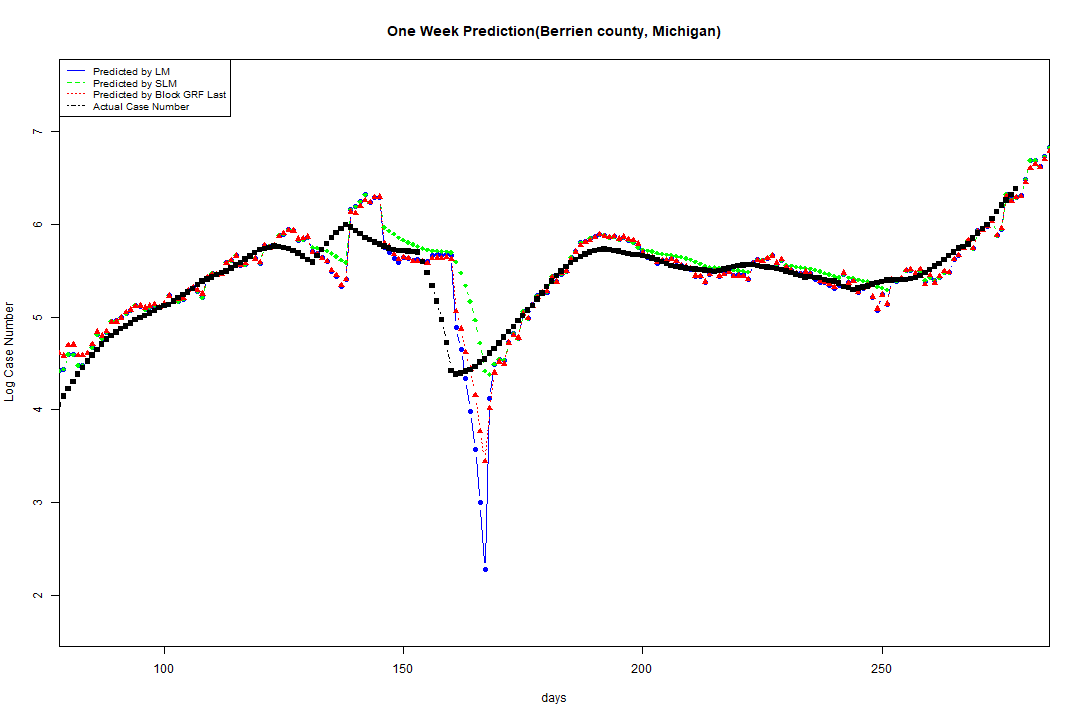 One Week Prediction(Berrien county, Michigan)
Predicted by LM
Predicted by SLM
Predicted by Block GRF Last
Actual Case Number
7
6
5
4
3
2
Log Case Number
100 150 200 250
days